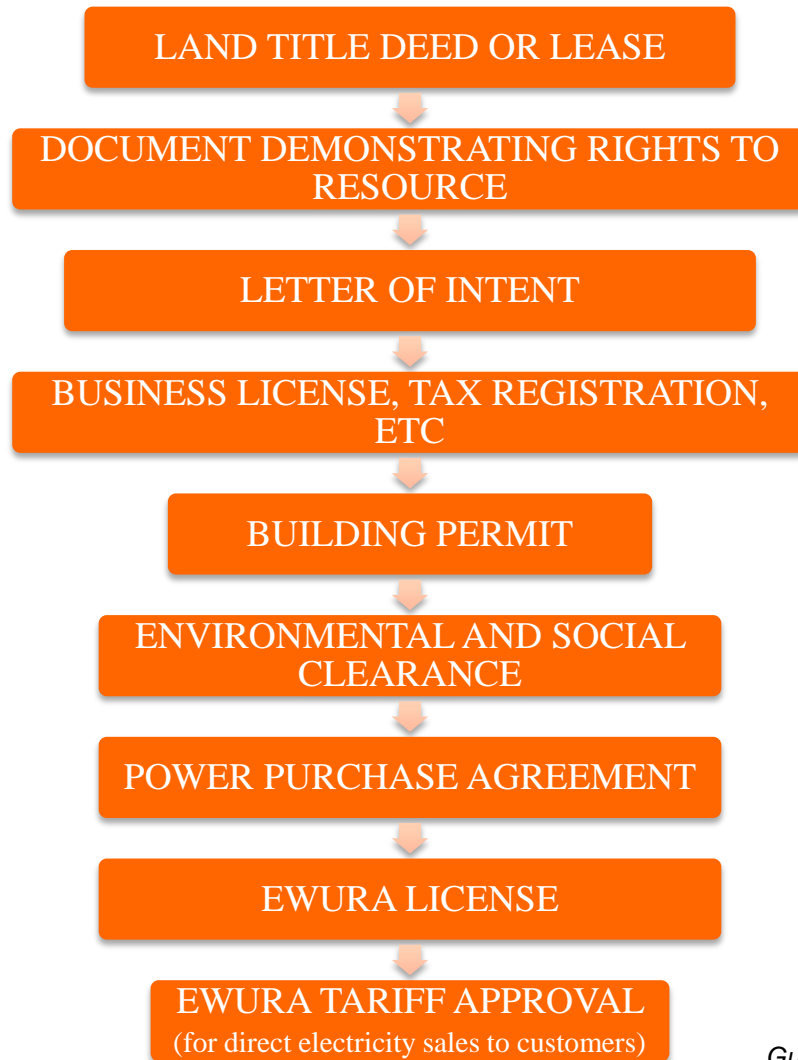 LAND TITLE DEED OR LEASE
DOCUMENT DEMONSTRATING RIGHTS TO
RESOURCE
LETTER OF INTENT
BUSINESS LICENSE, TAX REGISTRATION,
ETC
BUILDING PERMIT
ENVIRONMENTAL AND SOCIAL
CLEARANCE
POWER PURCHASE AGREEMENT
EWURA LICENSE
EWURA TARIFF APPROVAL
(for direct electricity sales to customers)